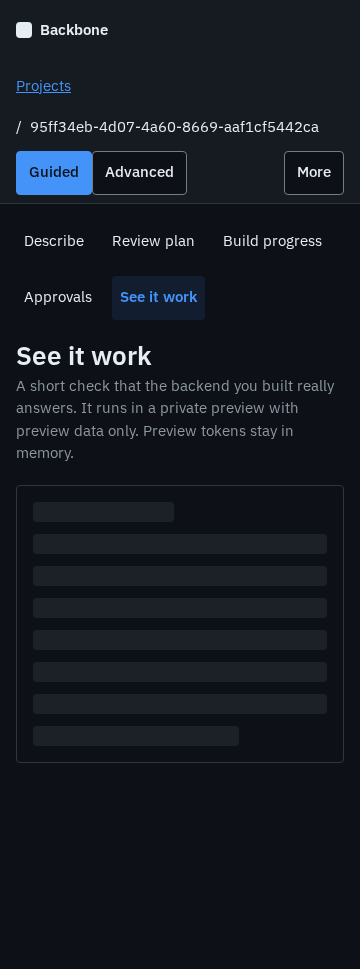 Backbone
Projects
/ 95ff34eb-4d07-4a60-8669-aaf1cf5442ca
Guided Advanced More
Describe Review plan Build progress
Approvals See it work
See it work
A short check that the backend you built really
answers. It runs in a private preview with
preview data only. Preview tokens stay in
memory.